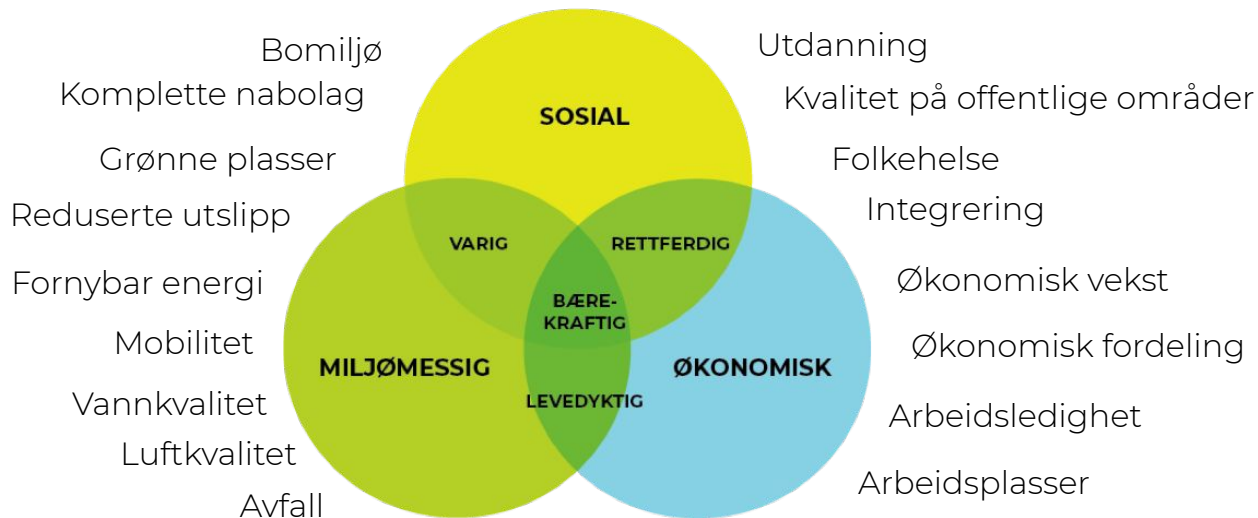 Bomiljø
Komplette nabolag
Grønne plasser
Reduserte utslipp
Fornybar energi
Mobilitet
Vannkvalitet
Luftkvalitet
Avfall
SOSIAL
VARIG
RETTFERDIG
BÆRE-
KRAFTIG
MILJØMESSIG
ØKONOMISK
LEVEDYKTIG
Utdanning
Kvalitet på offentlige områder
Folkehelse
Integrering
Økonomisk vekst
Økonomisk fordeling
Arbeidsledighet
Arbeidsplasser